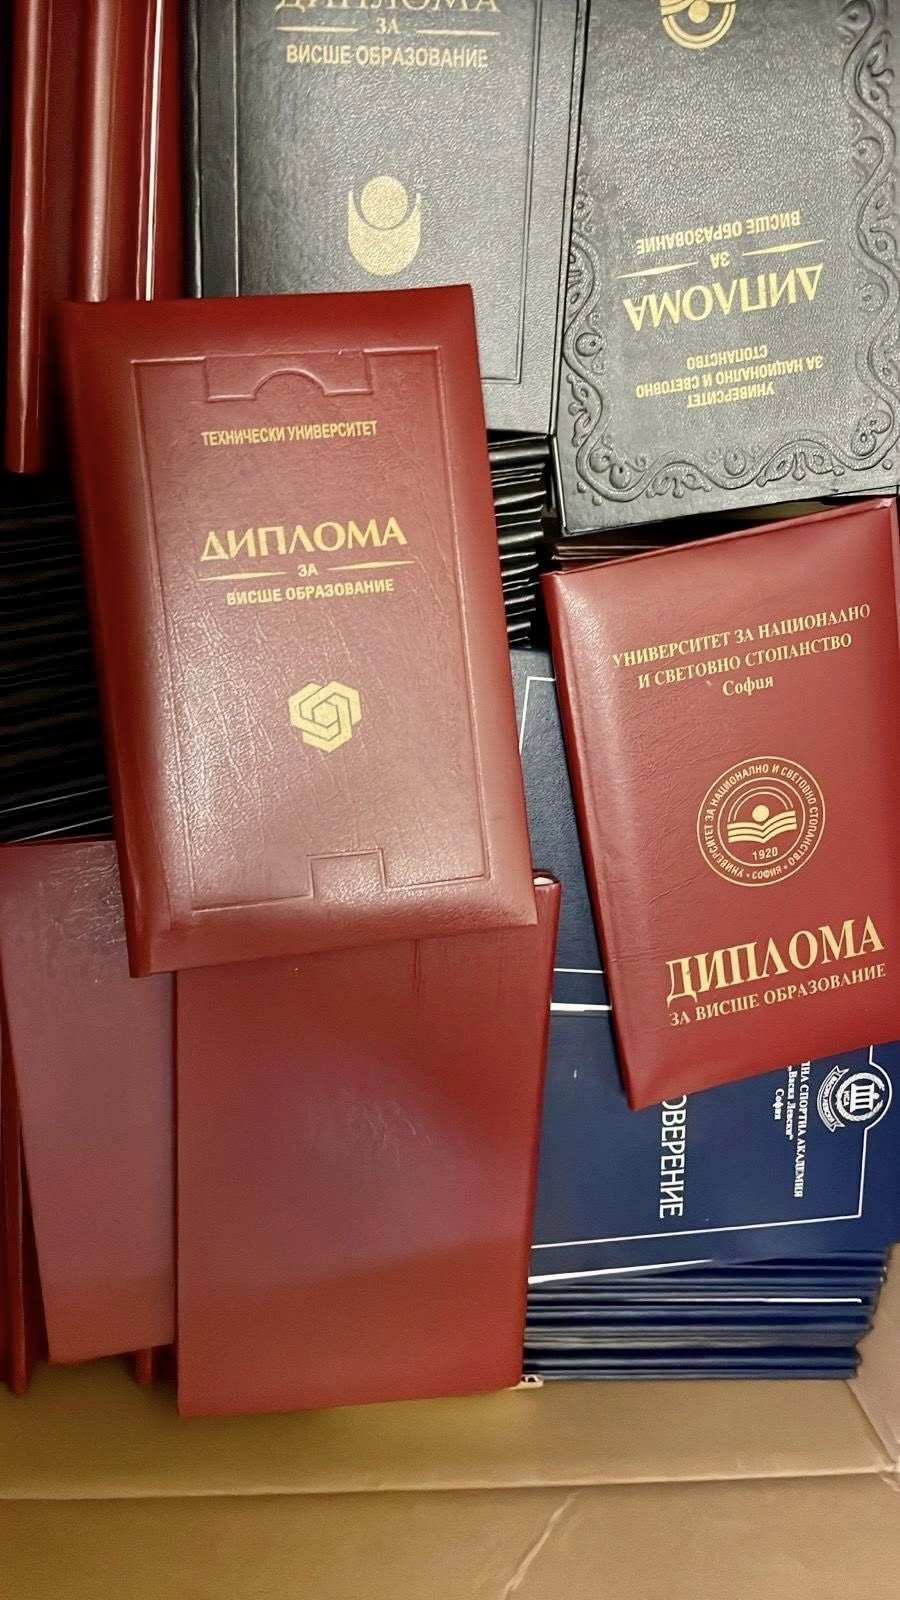 ДИПЛОМА
ЗА
ВИСШЕ ОБРАЗОВАНИЕ
УНИВЕРСИТЕТ
ЗА НАЦИОНАЛНО И СВЕТОВНО
СТОПАНСТВО
ДИПЛОМА
ЗА
ВИСШЕ ОБРАЗОВАНИЕ
ТЕХНИЧЕСКИ УНИВЕРСИТЕТ
ДИПЛОМА
ЗА
ВИСШЕ ОБРАЗОВАНИЕ
УНИВЕРСИТЕТ ЗА НАЦИОНАЛНО
И СВЕТОВНО СТОПАНСТВО
София
УНИВЕРСИТЕТ ЗА НАЦИОНАЛНО И СВЕТОВНО СТОПАНСТВО
1920
• СОФИЯ •
ДИПЛОМА
ЗА ВИСШЕ ОБРАЗОВАНИЕ
СПОРТНА АКАДЕМИЯ
„Васил Левски“
София
ОВЕРЕНИЕ